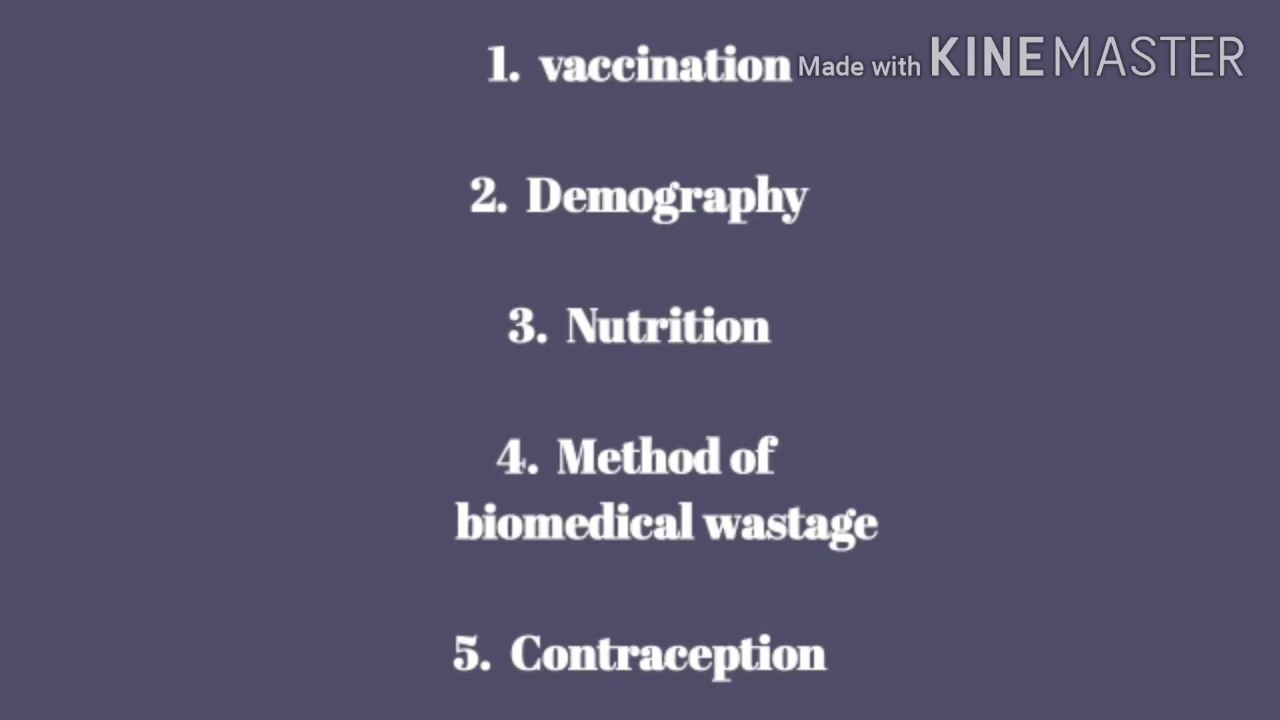 1. vaccination
Made with KINEMASTER
2. Demography
3. Nutrition
4. Method of
biomedical wastage
5. Contraception